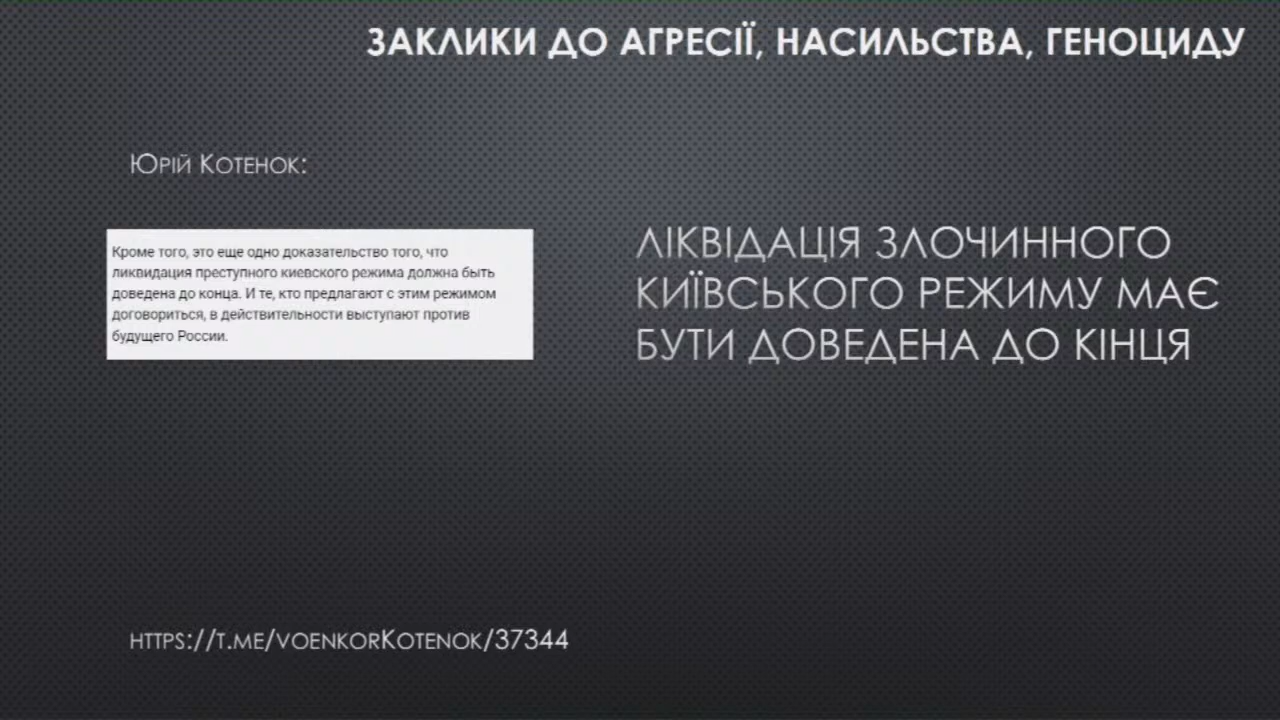 ЗАКЛИКИ ДО АГРЕСІЇ, НАСИЛЬСТВА, ГЕНОЦИДУ
Юрій Котенок:
Кроме того, это еще одно доказательство того, что
ликвидация преступного киевского режима должна быть
доведена до конца. И те, кто предлагают с этим режимом
договориться, в действительности выступают против
будущего России.
ЛІКВІДАЦІЯ ЗЛОЧИННОГО
КИЇВСЬКОГО РЕЖИМУ МАЄ
БУТИ ДОВЕДЕНА ДО КІНЦЯ
https://t.me/voenkorKotenok/37344